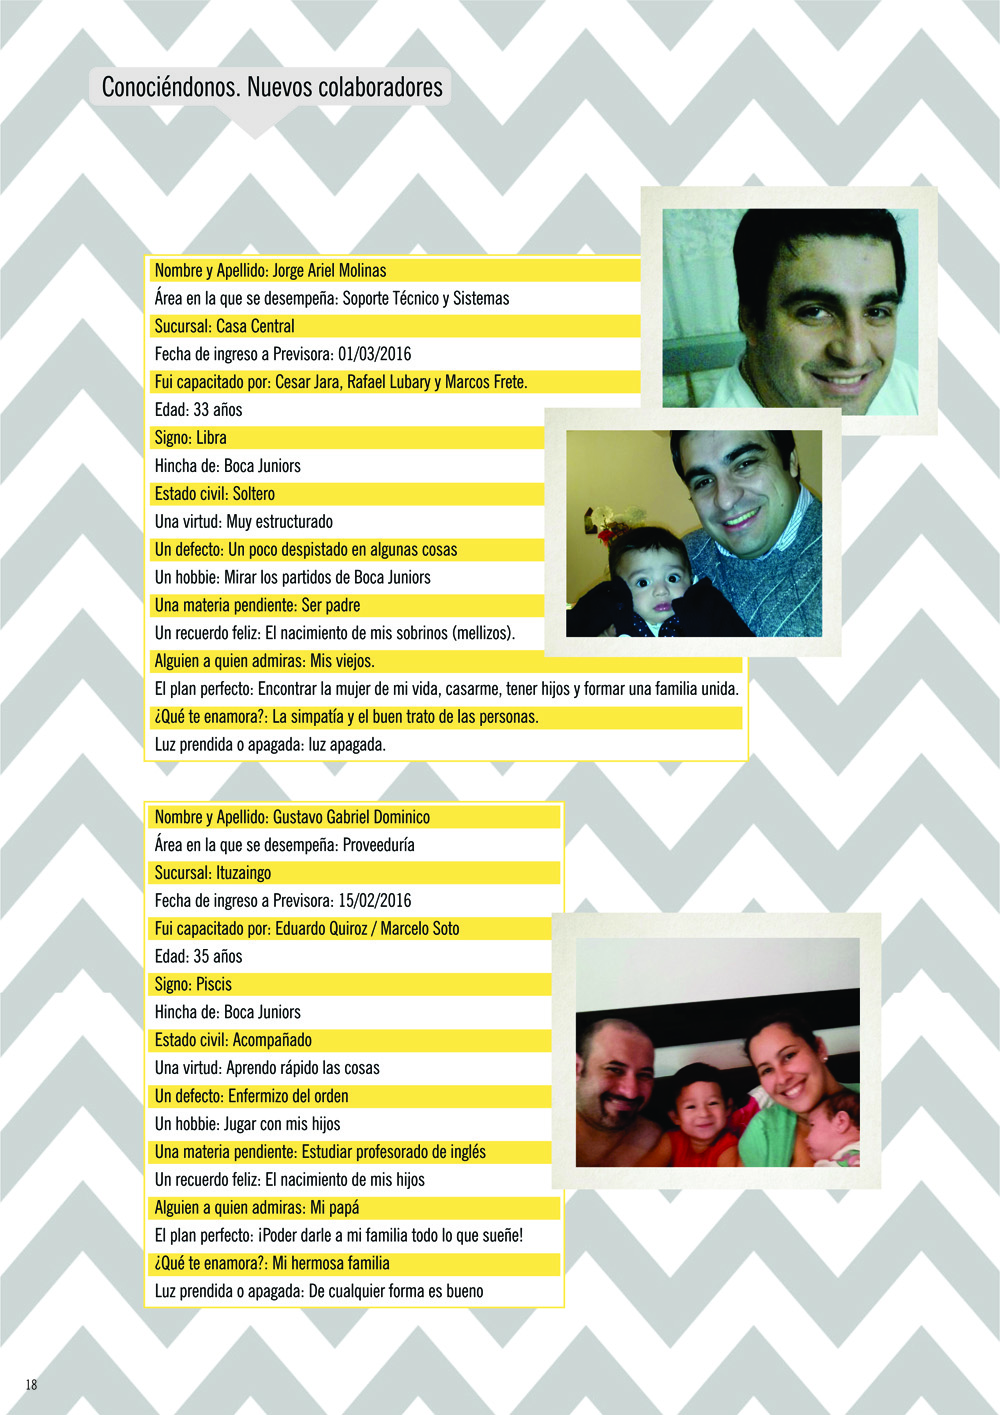 Conociéndonos. Nuevos colaboradores
Nombre y Apellido: Jorge Ariel Molinas
Área en la que se desempeña: Soporte Técnico y Sistemas
Sucursal: Casa Central
Fecha de ingreso a Previsora: 01/03/2016
Fui capacitado por: Cesar Jara, Rafael Lubary y Marcos Frete.
Edad: 33 años
Signo: Libra
Hincha de: Boca Juniors
Estado civil: Soltero
Una virtud: Muy estructurado
Un defecto: Un poco despistado en algunas cosas
Un hobbie: Mirar los partidos de Boca Juniors
Una materia pendiente: Ser padre
Un recuerdo feliz: El nacimiento de mis sobrinos (mellizos).
Alguien a quien admiras: Mis viejos.
El plan perfecto: Encontrar la mujer de mi vida, casarme, tener hijos y formar una familia unida.
¿Qué te enamora?: La simpatía y el buen trato de las personas.
Luz prendida o apagada: luz apagada.
Nombre y Apellido: Gustavo Gabriel Dominico
Área en la que se desempeña: Proveeduría
Sucursal: Ituzaingo
Fecha de ingreso a Previsora: 15/02/2016
Fui capacitado por: Eduardo Quiroz / Marcelo Soto
Edad: 35 años
Signo: Piscis
Hincha de: Boca Juniors
Estado civil: Acompañado
Una virtud: Aprendo rápido las cosas
Un defecto: Enfermizo del orden
Un hobbie: Jugar con mis hijos
Una materia pendiente: Estudiar profesorado de inglés
Un recuerdo feliz: El nacimiento de mis hijos
Alguien a quien admiras: Mi papá
El plan perfecto: ¡Poder darle a mi familia todo lo que sueñe!
¿Qué te enamora?: Mi hermosa familia
Luz prendida o apagada: De cualquier forma es bueno
18